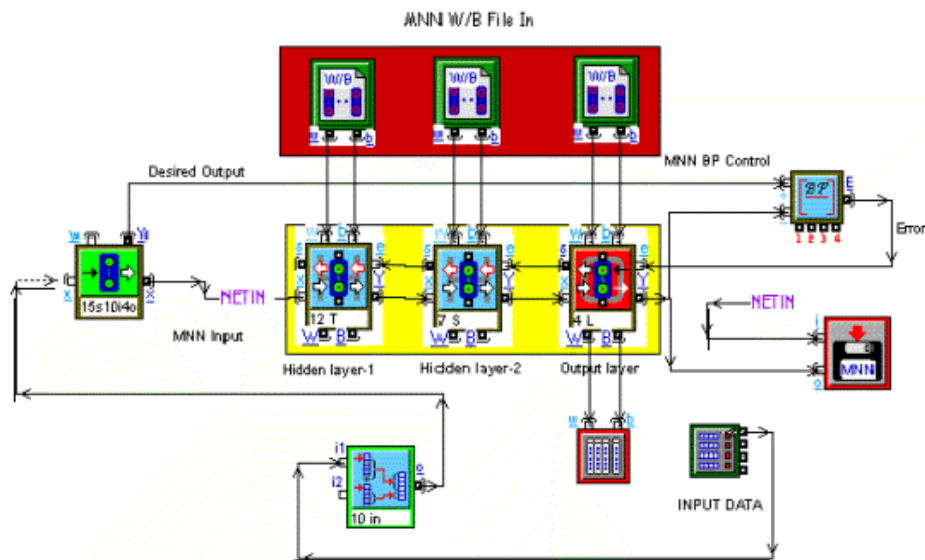 MNN W/B File In
W/B
W/B
W/B
w b
w b
w b
MNN BP Control
Desired Output
BP
E
1 2 3 4
Error
W b
W b
W b
15s10i4o
x
NETIN
MNN Input
12 T
7 S
4 L
W B
W B
W B
NETIN
i
o
MNN
Hidden layer-1
Hidden layer-2
Output layer
w b
i1
i2
o
10 in
INPUT DATA